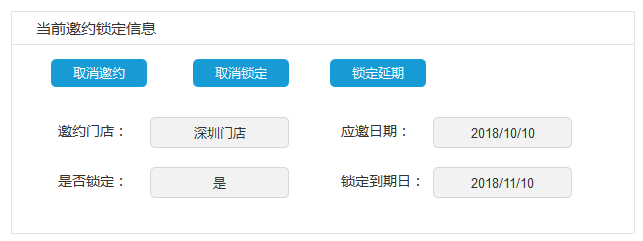 当前邀约锁定信息
取消邀约 取消锁定 锁定延期
邀约门店： 深圳门店 应邀日期： 2018/10/10
是否锁定： 是 锁定到期日： 2018/11/10